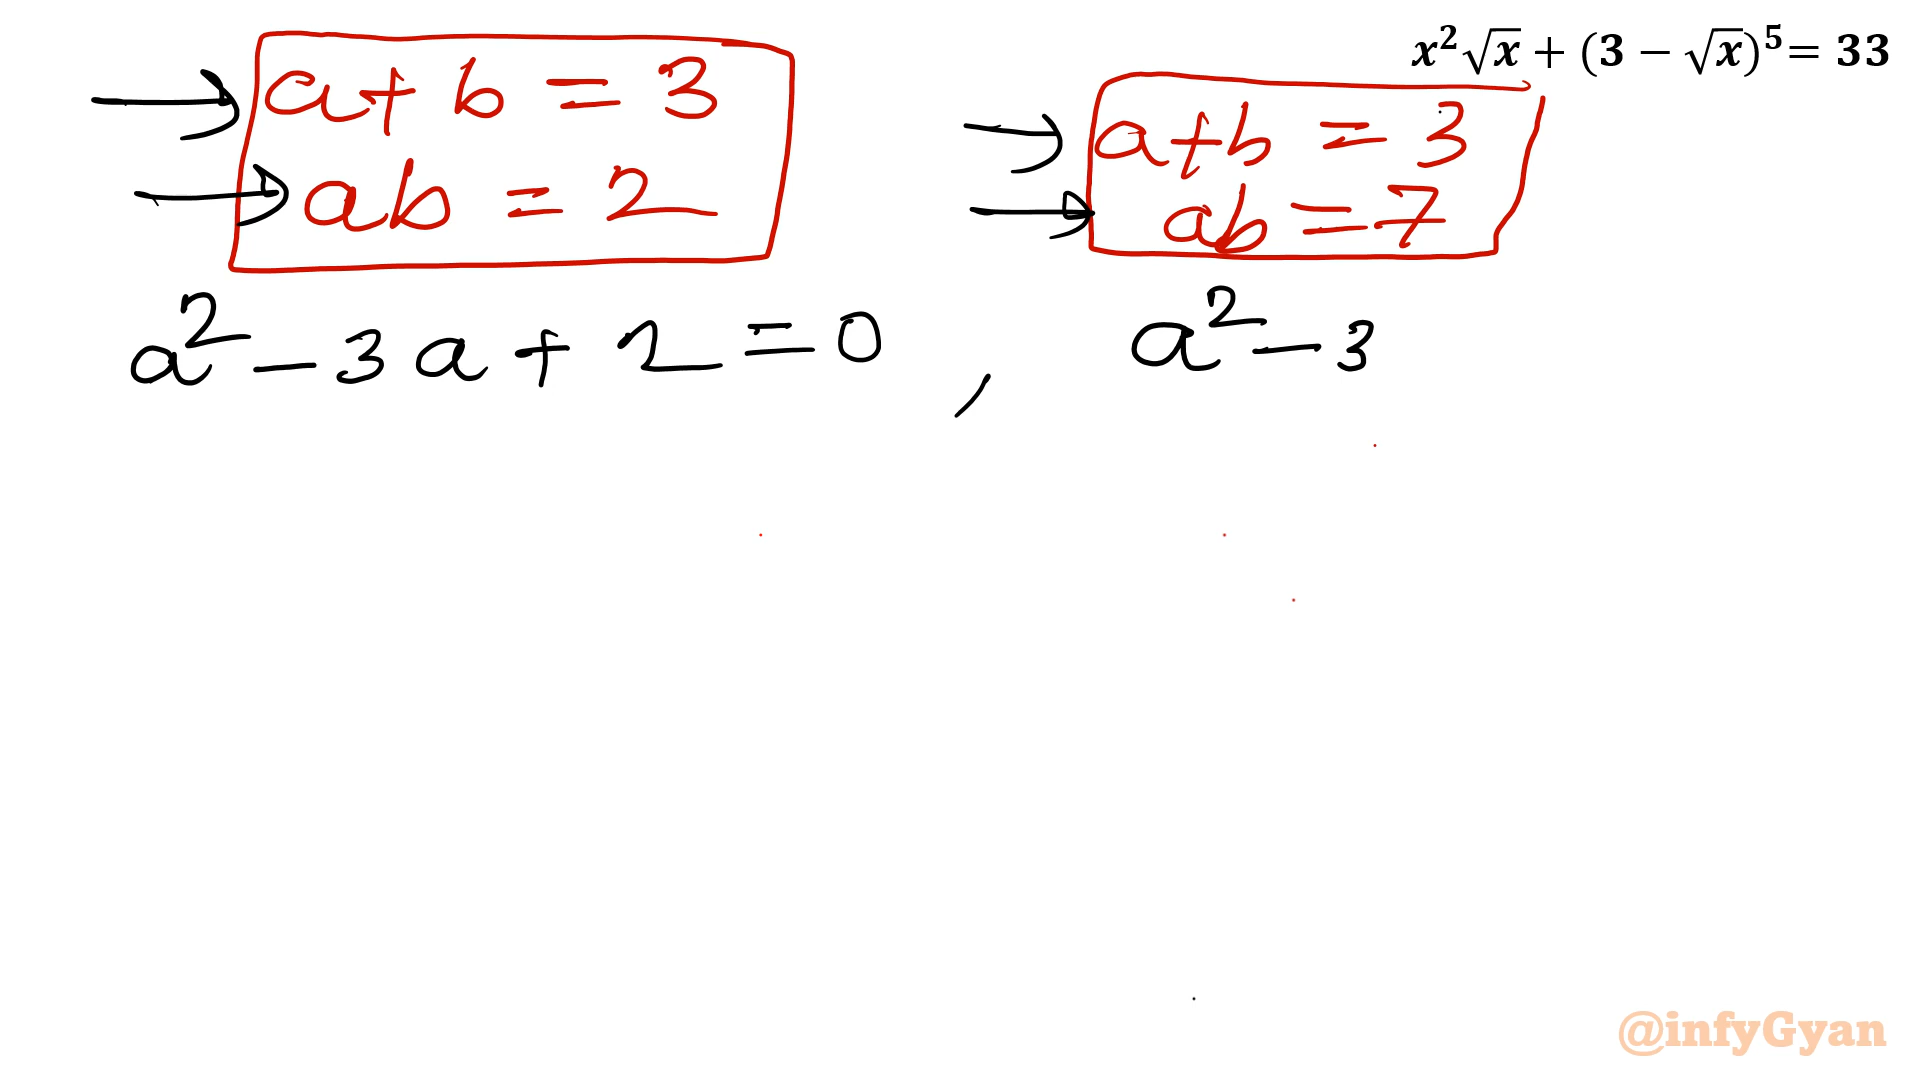 x²√x + (3 − √x)⁵ = 33
a + b = 3
ab = 2
a + b = 3
ab = 7
a² − 3a + 2 = 0 , a² − 3
@infyGyan